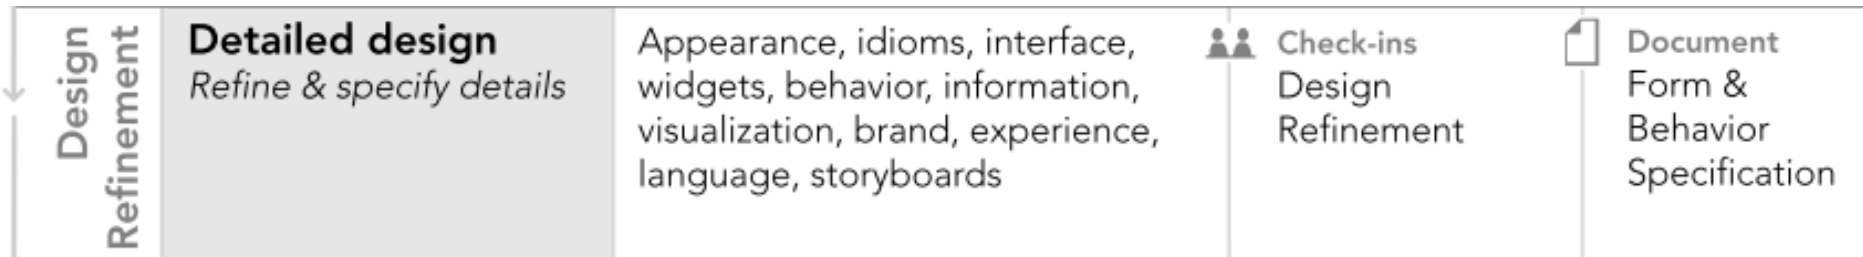 Design
Refinement
Detailed design
Refine & specify details
Appearance, idioms, interface,
widgets, behavior, information,
visualization, brand, experience,
language, storyboards
Check-ins
Design
Refinement
Document
Form &
Behavior
Specification